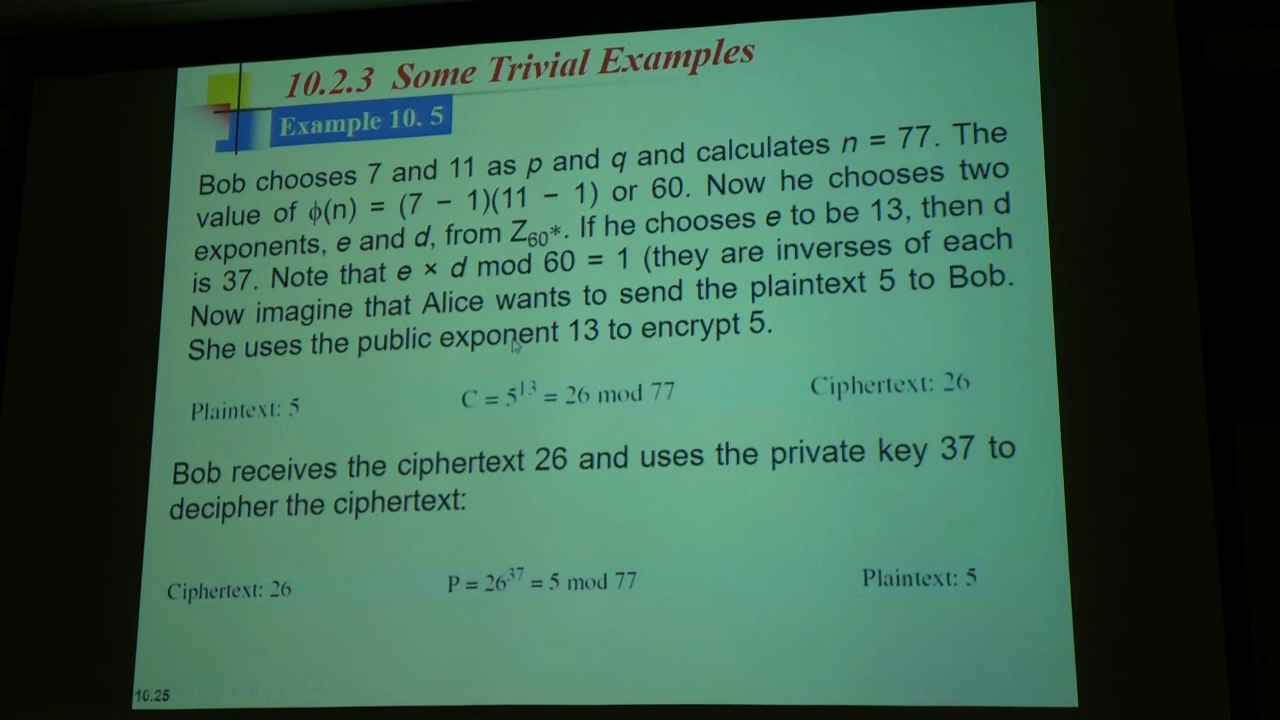 10.2.3 Some Trivial Examples
Example 10. 5
Bob chooses 7 and 11 as p and q and calculates n = 77. The
value of ϕ(n) = (7 − 1)(11 − 1) or 60. Now he chooses two
exponents, e and d, from Z60*. If he chooses e to be 13, then d
is 37. Note that e × d mod 60 = 1 (they are inverses of each
Now imagine that Alice wants to send the plaintext 5 to Bob.
She uses the public exponent 13 to encrypt 5.
Plaintext: 5 C = 5¹³ = 26 mod 77 Ciphertext: 26
Bob receives the ciphertext 26 and uses the private key 37 to
decipher the ciphertext:
Ciphertext: 26 P = 26³⁷ = 5 mod 77 Plaintext: 5
10.25